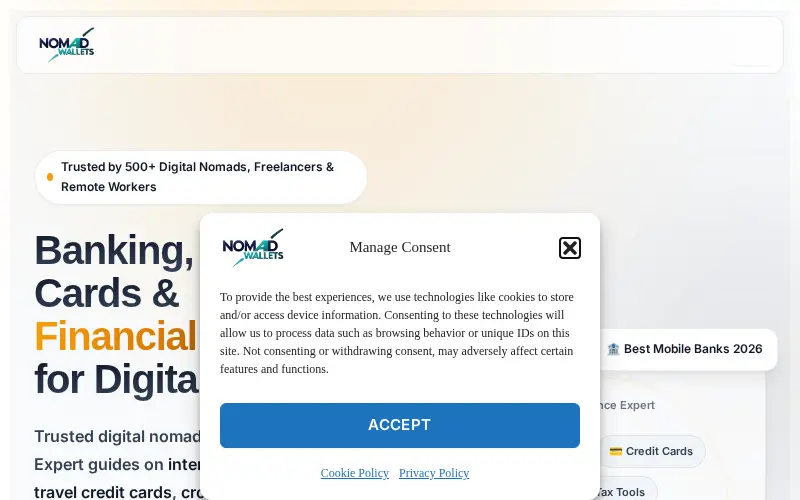 NOMAD
WALLETS
Trusted by 500+ Digital Nomads, Freelancers &
Remote Workers
Banking,
Cards &
Financial
for Digita
Trusted digital nomad
Expert guides on inter
travel credit cards, cro
NOMAD
WALLETS
Manage Consent
To provide the best experiences, we use technologies like cookies to store
and/or access device information. Consenting to these technologies will
allow us to process data such as browsing behavior or unique IDs on this
site. Not consenting or withdrawing consent, may adversely affect certain
features and functions.
ACCEPT
Cookie Policy Privacy Policy
🏦 Best Mobile Banks 2026
nce Expert
💳 Credit Cards
Tax Tools